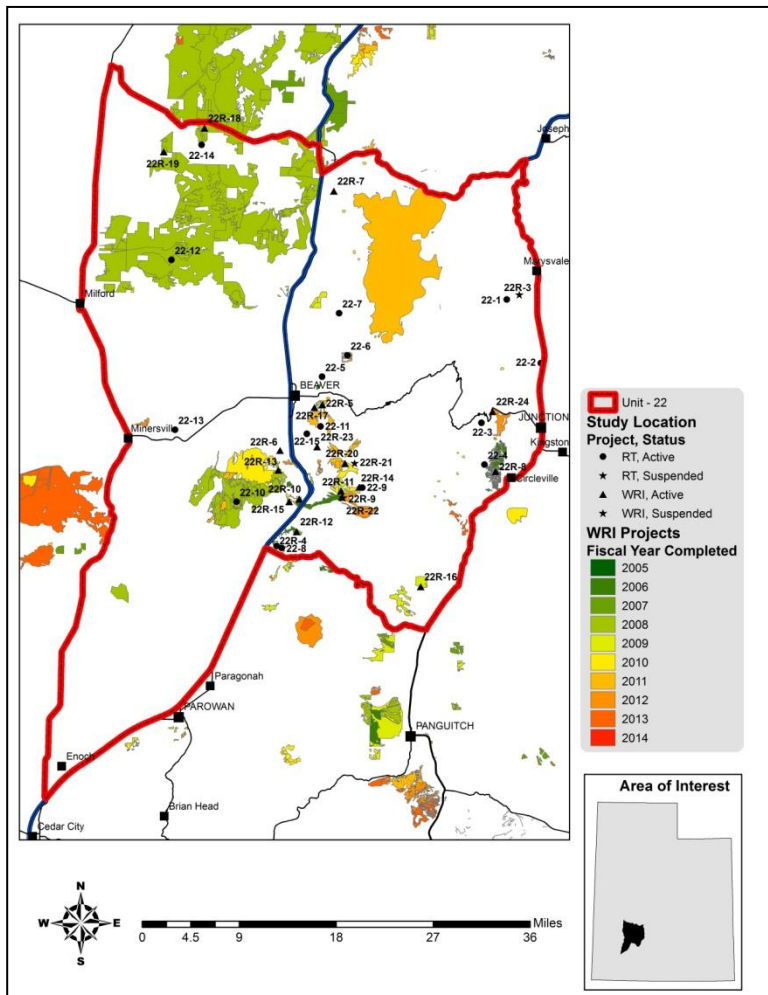 22R-18
Joseph
22-14
22R-19
22R-7
22-12
Marysvale
22R-3
22-1
Milford
22-7
22-6
22-2
22-5
BEAVER
22R-5
22R-24
22R-17
22-11
22-13
22-3
JUNCTION
Minersville
22-15
22R-23
Kingston
22R-6
22R-20
22-4
22R-13
22R-21
22R-8
22R-14
Circleville
22R-11
22-9
22-10
22R-10
22R-9
22R-15
22R-22
22R-12
22R-4
22-8
22R-16
Paragonah
PAROWAN
PANGUITCH
Enoch
Brian Head
Cedar City
Unit - 22
Study Location
Project, Status
RT, Active
RT, Suspended
WRI, Active
WRI, Suspended
WRI Projects
Fiscal Year Completed
2005
2006
2007
2008
2009
2010
2011
2012
2013
2014
Area of Interest
N
W E
S
Miles
0 4.5 9 18 27 36